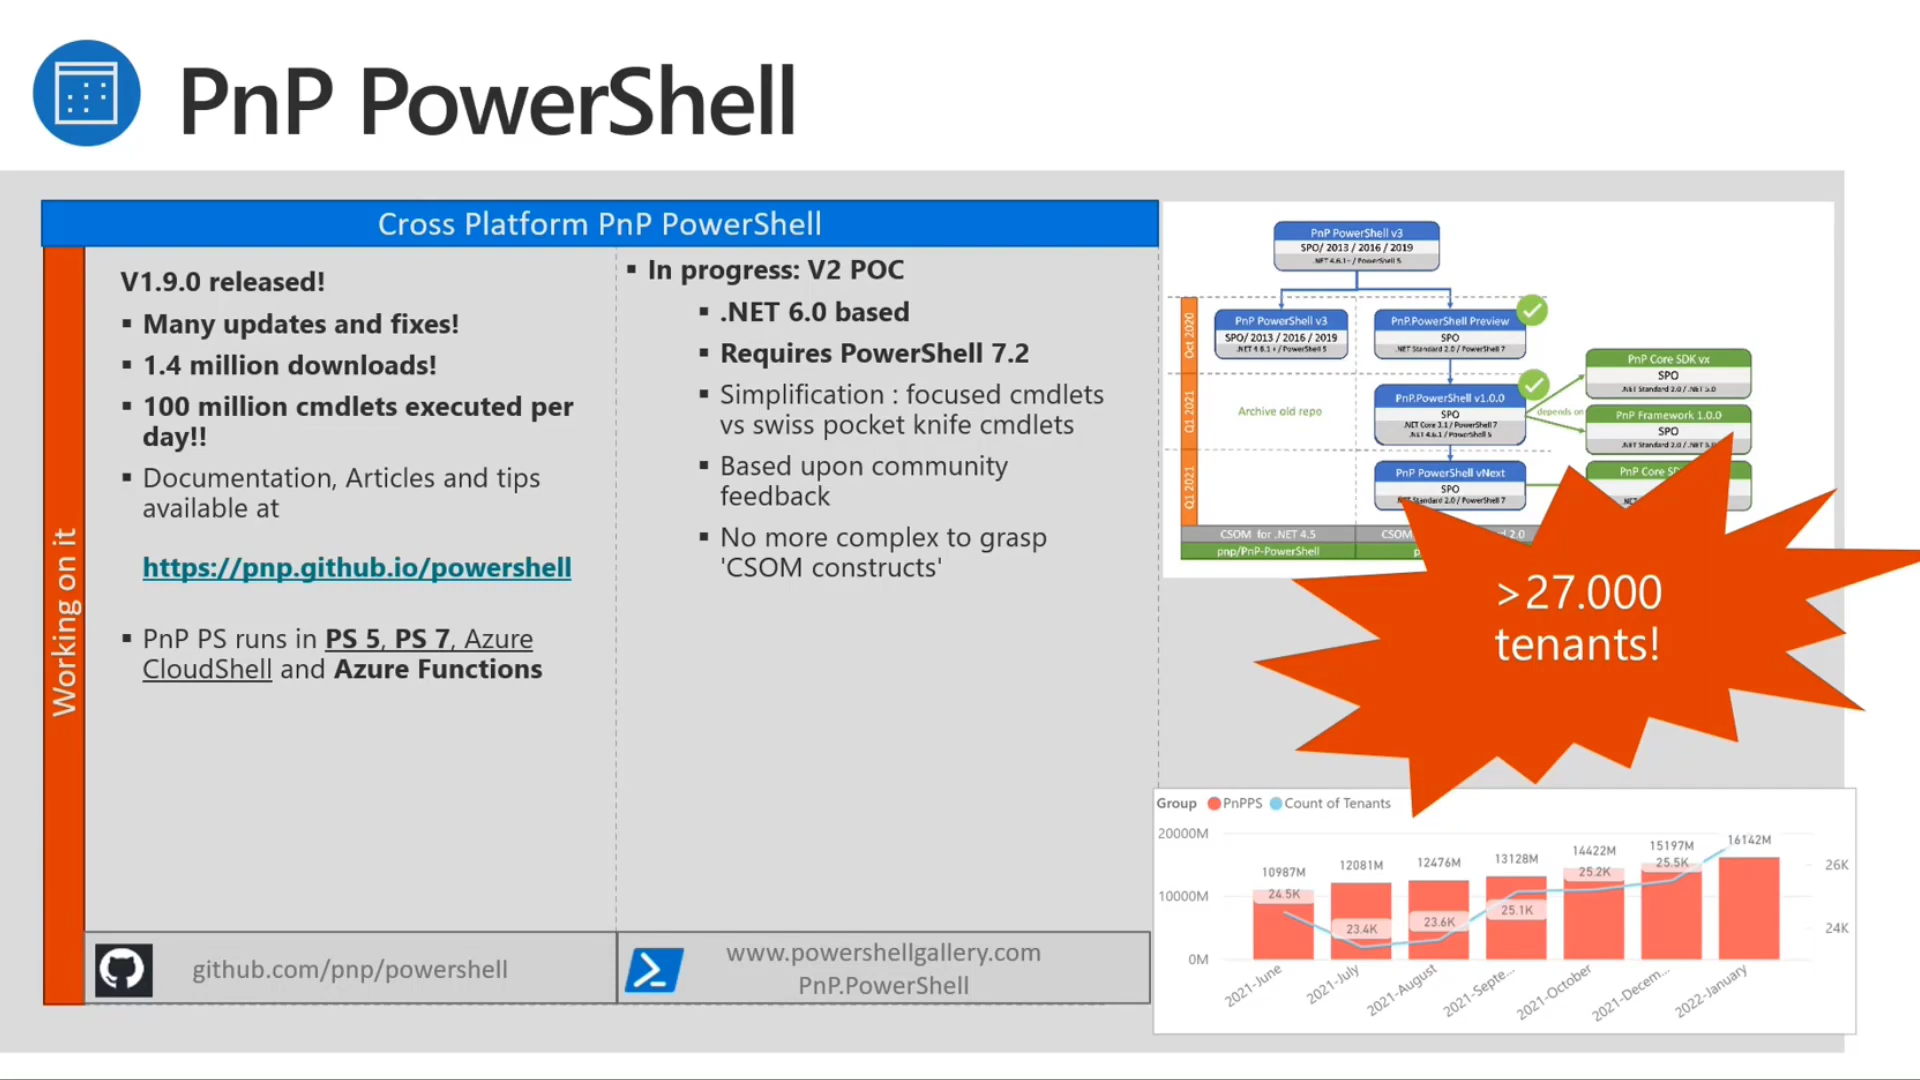 PnP PowerShell
Cross Platform PnP PowerShell
Working on it
V1.9.0 released!
▪ Many updates and fixes!
▪ 1.4 million downloads!
▪ 100 million cmdlets executed per
day!!
▪ Documentation, Articles and tips
available at
https://pnp.github.io/powershell
▪ PnP PS runs in PS 5, PS 7, Azure
CloudShell and Azure Functions
▪ In progress: V2 POC
▪ .NET 6.0 based
▪ Requires PowerShell 7.2
▪ Simplification : focused cmdlets
vs swiss pocket knife cmdlets
▪ Based upon community
feedback
▪ No more complex to grasp
'CSOM constructs'
github.com/pnp/powershell
www.powershellgallery.com
PnP.PowerShell
PnP PowerShell v3
SPO/ 2013 / 2016 / 2019
.NET 4.6.1+ / PowerShell 5
Oct 2020
PnP PowerShell v3
SPO/ 2013 / 2016 / 2019
.NET 4.6.1 + / PowerShell 5
PnP.PowerShell Preview
SPO
.NET Standard 2.0 / PowerShell 7
Q1 2021
Archive old repo
PnP.PowerShell v1.0.0
SPO
.NET Core 3.1 / PowerShell 7
.NET 4.6.1 / PowerShell 5
depends on
PnP Core SDK vx
SPO
.NET Standard 2.0 / .NET 5.0
PnP Framework 1.0.0
SPO
.NET Standard 2.0 / .NET 5.0
Q1 2021
PnP PowerShell vNext
SPO
.NET Standard 2.0 / PowerShell 7
PnP Core
CSOM for .NET 4.5
CSOM
2.0
pnp/PnP-PowerShell
>27.000
tenants!
Group PnPPS Count of Tenants
20000M
10000M
0M
10987M
12081M
12476M
13128M
14422M
15197M
16142M
24.5K
23.4K
23.6K
25.1K
25.2K
25.5K
26K
24K
2021-June
2021-July
2021-August
2021-Septe...
2021-October
2021-Decem...
2022-January